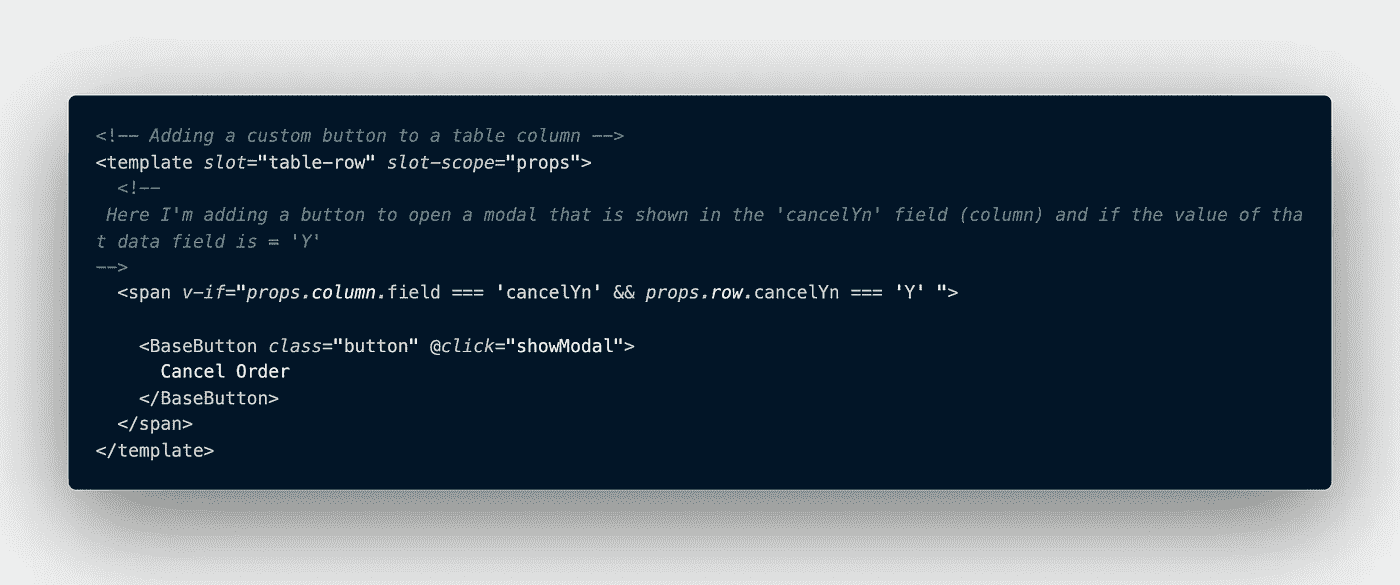 <!-- Adding a custom button to a table column -->
<template slot="table-row" slot-scope="props">
  <!--
 Here I'm adding a button to open a modal that is shown in the 'cancelYn' field (column) and if the value of tha
t data field is = 'Y'
-->
  <span v-if="props.column.field === 'cancelYn' && props.row.cancelYn === 'Y' ">

    <BaseButton class="button" @click="showModal">
      Cancel Order
    </BaseButton>
  </span>
</template>